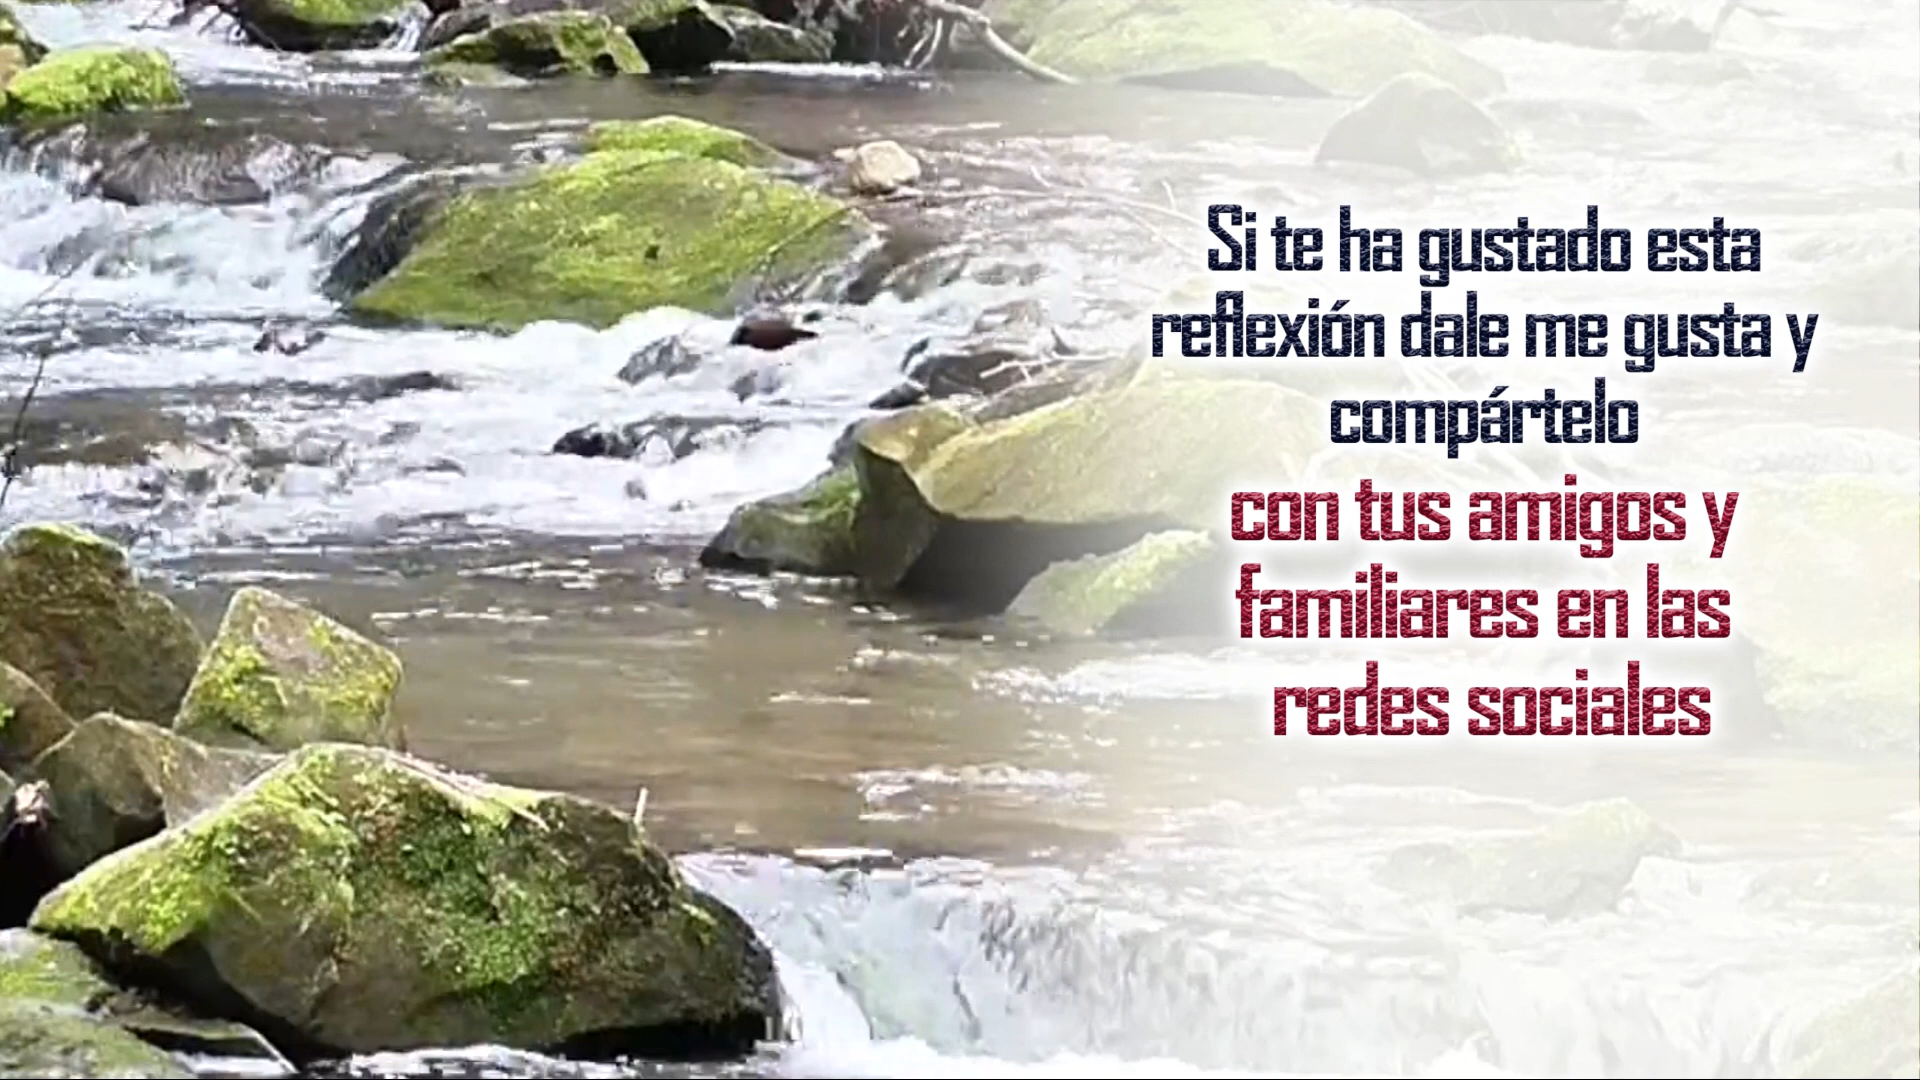 Si te ha gustado esta
reflexión dale me gusta y
compártelo
con tus amigos y
familiares en las
redes sociales